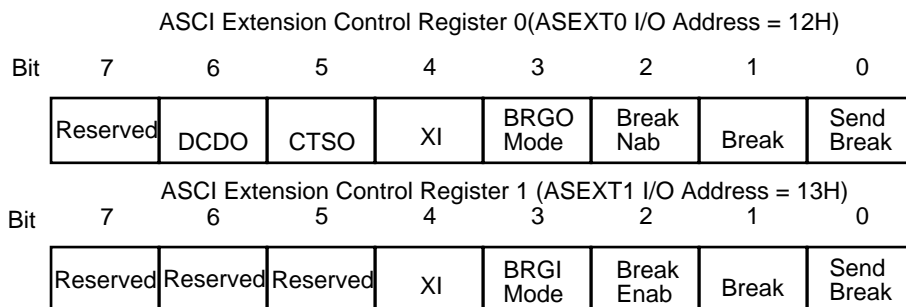 ASCI Extension Control Register 0(ASEXT0 I/O Address = 12H)
Bit 7 6 5 4 3 2 1 0
Reserved DCDO CTSO XI BRGO Mode Break Nab Break Send Break
ASCI Extension Control Register 1 (ASEXT1 I/O Address = 13H)
Bit 7 6 5 4 3 2 1 0
Reserved Reserved Reserved XI BRGI Mode Break Enab Break Send Break